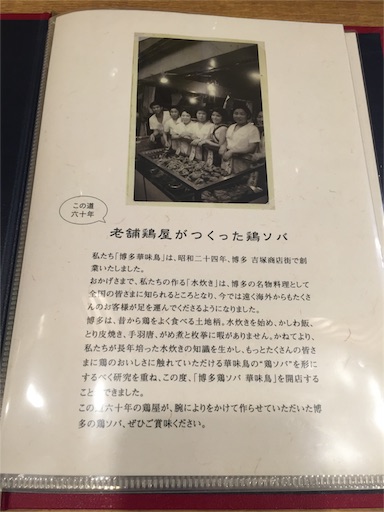 この道
六十年
老舗鶏屋がつくった鶏ソバ
私たち「博多華味鳥」は、昭和二十四年、博多 吉塚商店街で創
業いたしました。
おかげさまで、私たちの作る「水炊き」は、博多の名物料理として
全国の皆さまに知られるところとなり、今では遠く海外からもたくさ
んのお客様が足を運んでくださるようになりました。
博多は、昔から鶏をよく食べる土地柄。水炊きを始め、かしわ飯、
とり皮焼き、手羽唐、がめ煮と枚挙に暇がありません。かねてより、
私たちが長年培った水炊きの知識を生かし、もっとたくさんの皆さ
まに鶏のおいしさに触れていただける華味鳥の“鶏ソバ”を形に
するべく研究を重ね、この度、「博多鶏ソバ 華味鳥」を開店する
こと できました。
この道六十年の鶏屋が、腕によりをかけて作らせていただいた博
多の鶏ソバ、ぜひご賞味ください。